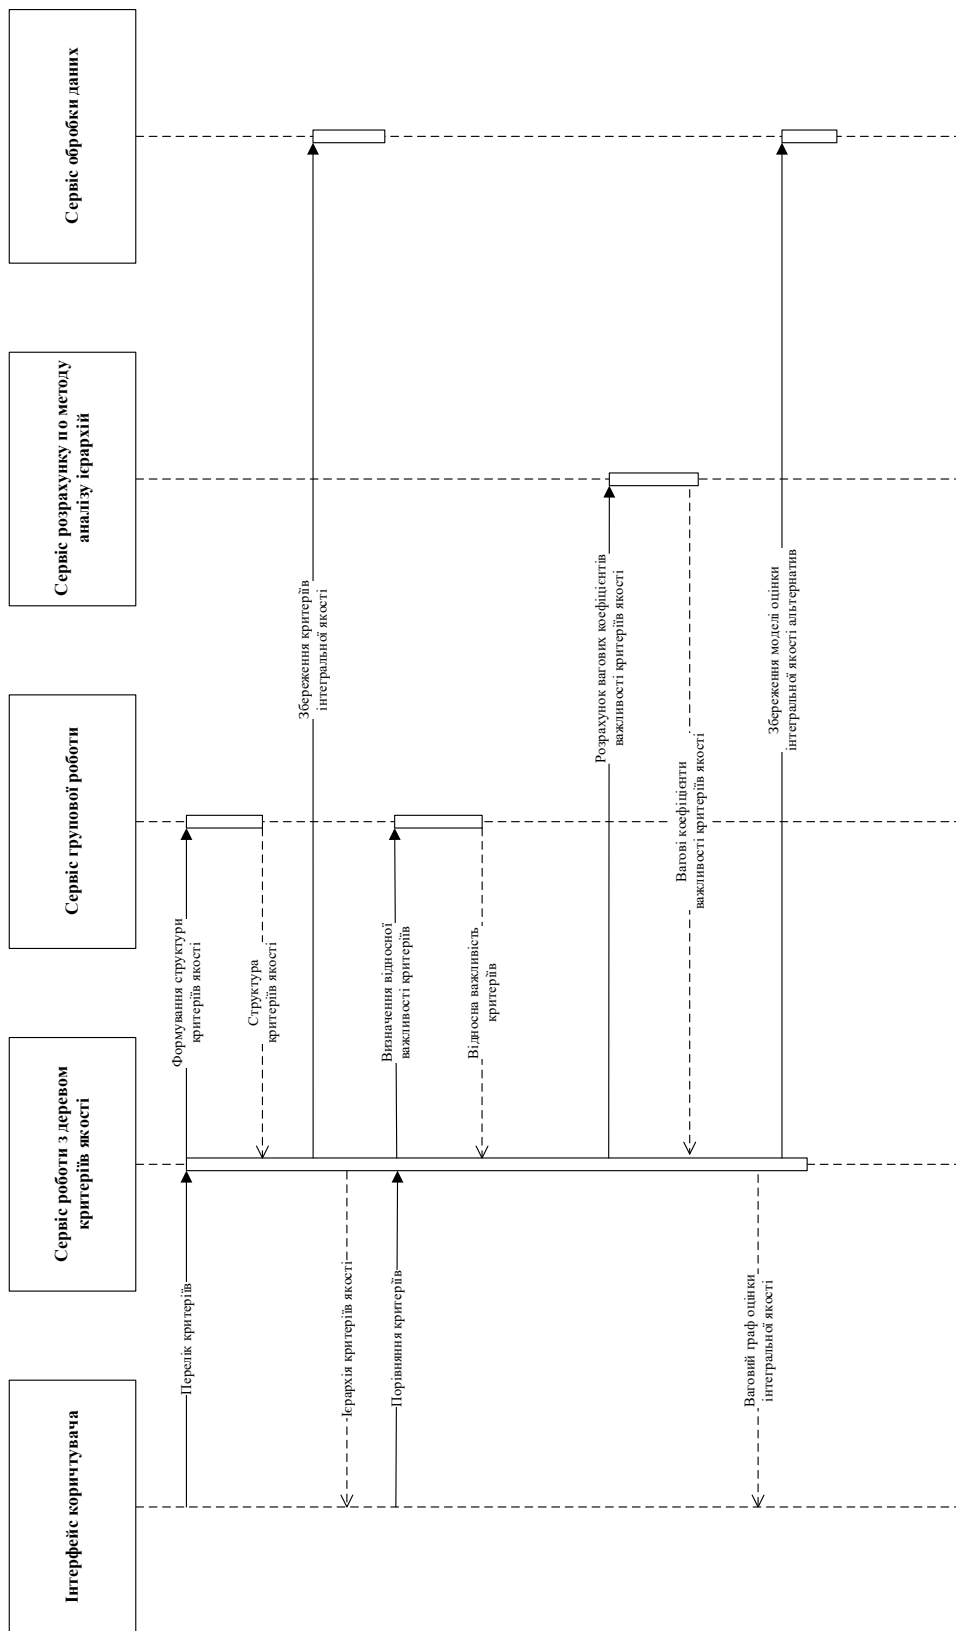 Інтерфейс коричтувача
Сервіс роботи з деревом
критеріїв якості
Сервіс групової роботи
Сервіс розрахунку по методу
аналізу ієрархій
Сервіс обробки даних
Перелік критеріїв
Формування структури
критеріїв якості
Структура
критеріїв якості
Збереження критеріїв
інтегральної якості
Ієрархія критеріїв якості
Порівняння критеріїв
Визначення відносної
важливості критеріїв
Відносна важливість
критеріїв
Розрахунок вагових коефіцієнтів
важливості критеріїв якості
Вагові коефіцієнти
важливості критеріїв якості
Ваговий граф оцінки
інтегральної якості
Збереження моделі оцінки
інтегральної якості альтернатив